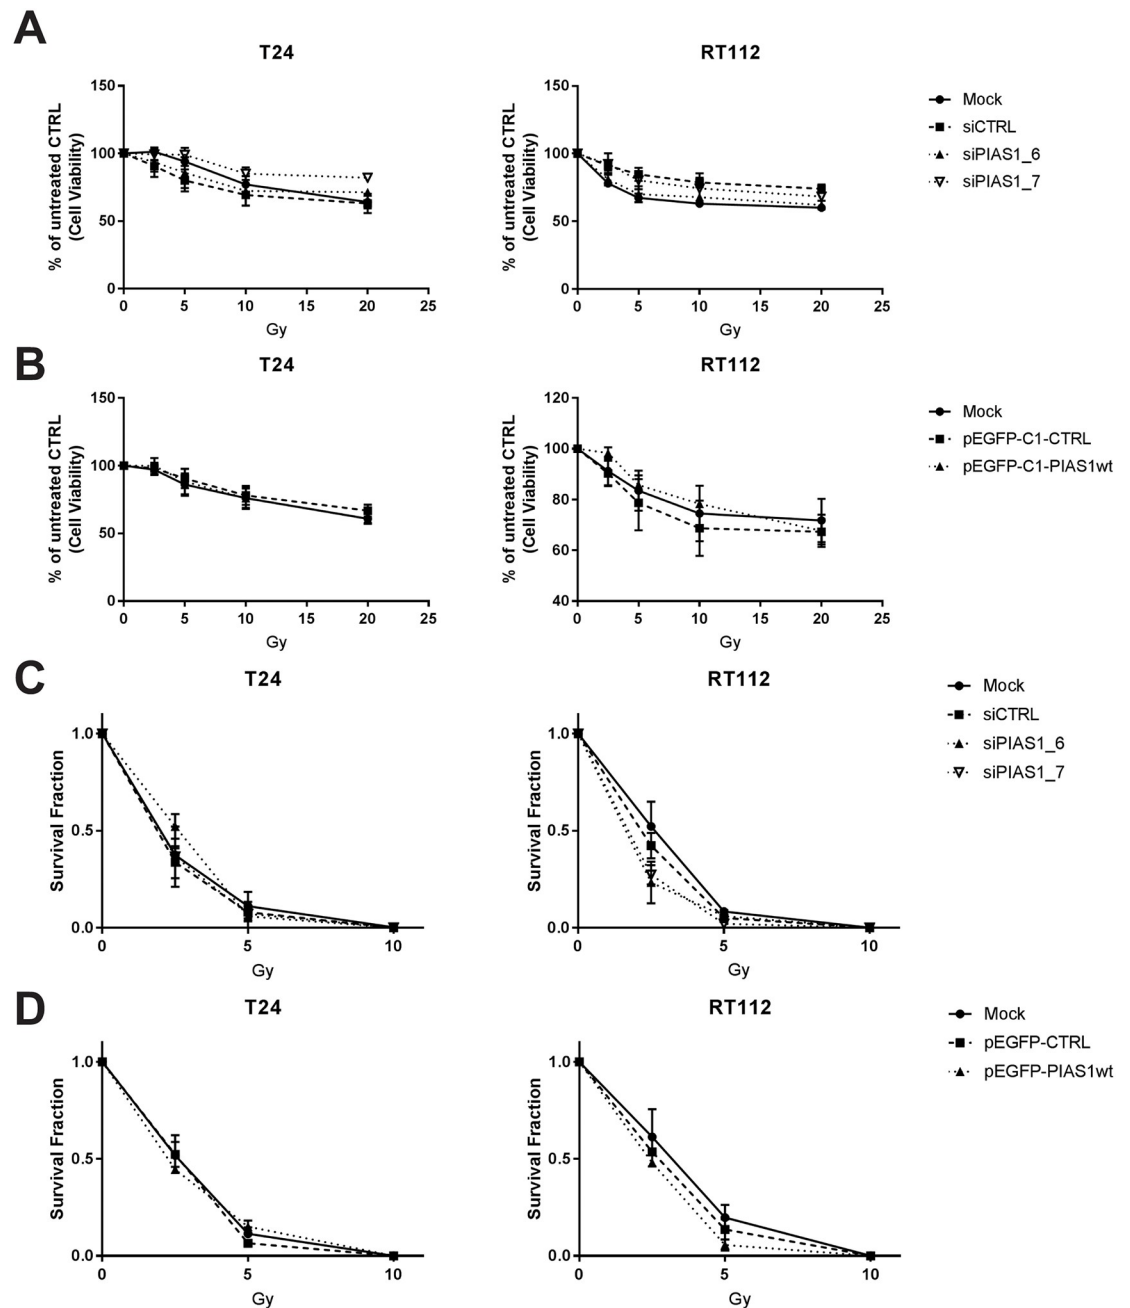 A
T24
RT112
% of untreated CTRL
(Cell Viability)
150
100
50
0
0 5 10 15 20 25
Gy
% of untreated CTRL
(Cell Viability)
150
100
50
0
0 5 10 15 20 25
Gy
Mock
siCTRL
siPIAS1_6
siPIAS1_7
B
T24
RT112
% of untreated CTRL
(Cell Viability)
150
100
50
0
0 5 10 15 20 25
Gy
% of untreated CTRL
(Cell Viability)
120
100
80
60
40
0 5 10 15 20 25
Gy
Mock
pEGFP-C1-CTRL
pEGFP-C1-PIAS1wt
C
T24
RT112
Survival Fraction
1.0
0.5
0.0
0 5 10
Gy
Survival Fraction
1.0
0.5
0.0
0 5 10
Gy
Mock
siCTRL
siPIAS1_6
siPIAS1_7
D
T24
RT112
Survival Fraction
1.0
0.5
0.0
0 5 10
Gy
Survival Fraction
1.0
0.5
0.0
0 5 10
Gy
Mock
pEGFP-CTRL
pEGFP-PIAS1wt